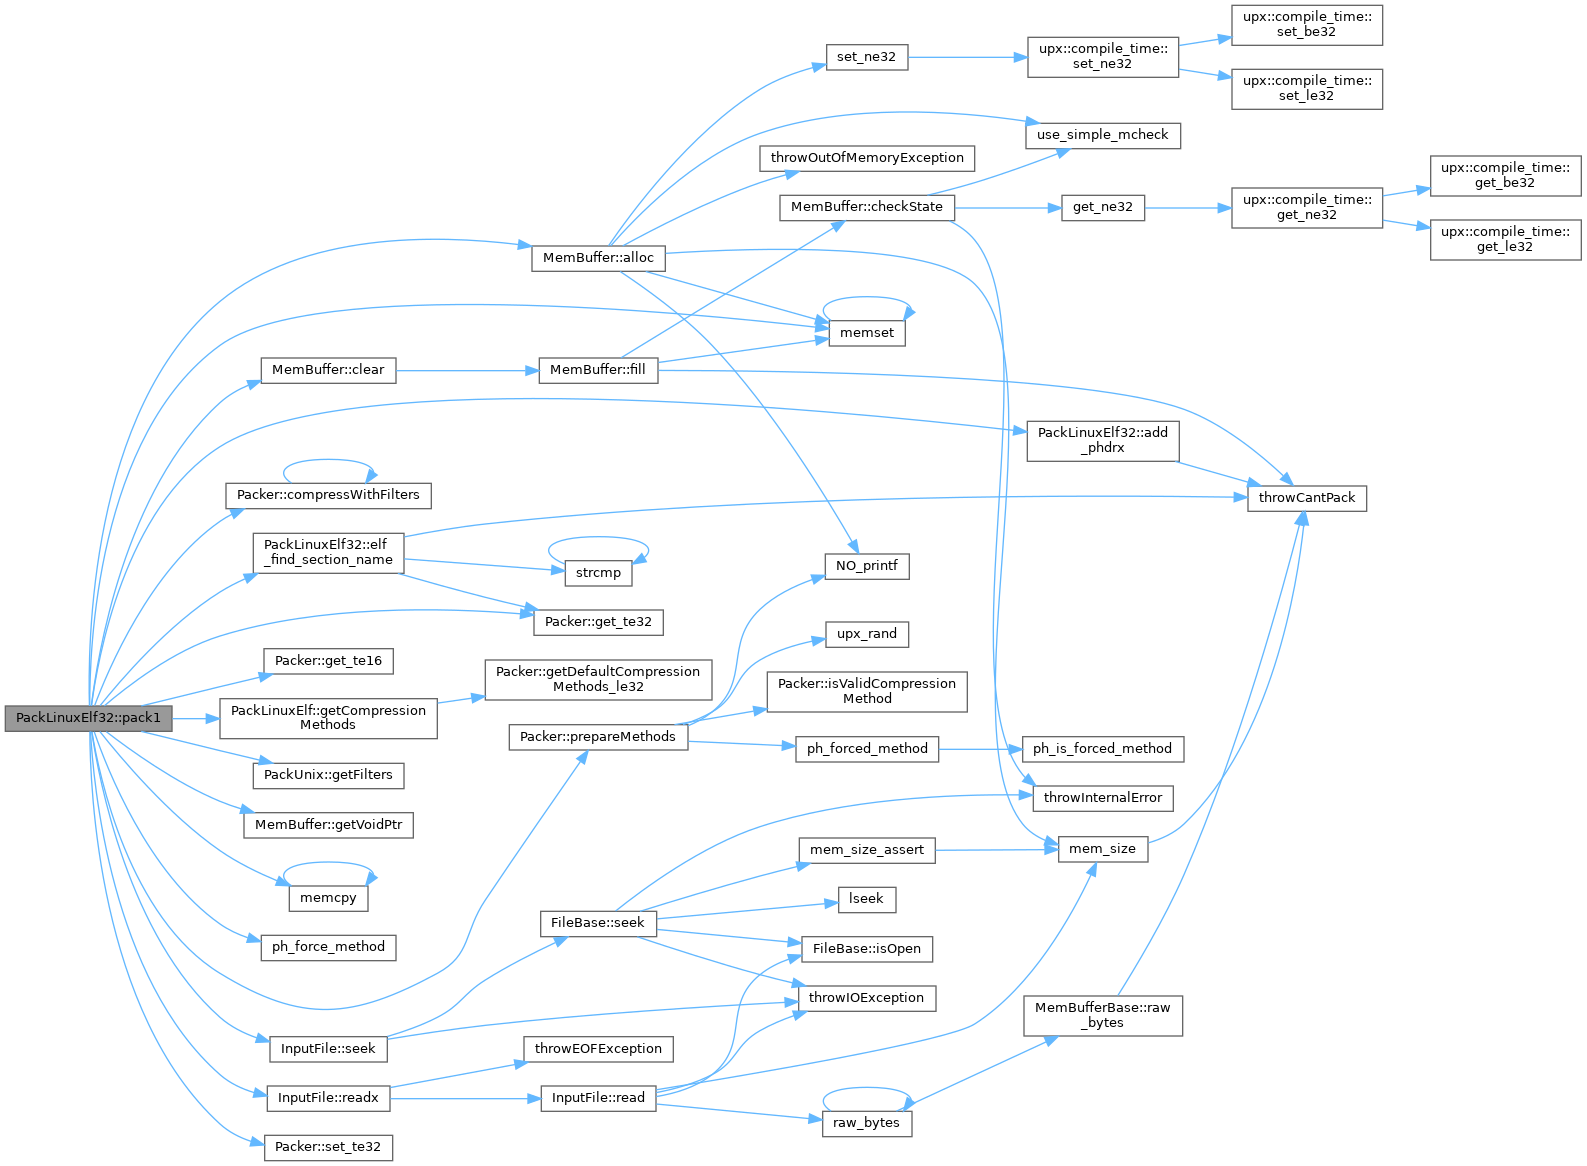 upx::compile_time::
set_be32
set_ne32
upx::compile_time::
set_ne32
upx::compile_time::
set_le32
use_simple_mcheck
throwOutOfMemoryException
MemBuffer::checkState
get_ne32
upx::compile_time::
get_ne32
upx::compile_time::
get_be32
upx::compile_time::
get_le32
MemBuffer::alloc
memset
MemBuffer::clear
MemBuffer::fill
PackLinuxElf32::add
_phdrx
throwCantPack
Packer::compressWithFilters
PackLinuxElf32::elf
_find_section_name
strcmp
NO_printf
Packer::get_te32
upx_rand
Packer::get_te16
Packer::getDefaultCompression
Methods_le32
Packer::isValidCompression
Method
PackLinuxElf32::pack1
PackLinuxElf::getCompression
Methods
Packer::prepareMethods
ph_forced_method
ph_is_forced_method
PackUnix::getFilters
throwInternalError
MemBuffer::getVoidPtr
mem_size_assert
mem_size
memcpy
lseek
FileBase::seek
ph_force_method
FileBase::isOpen
throwIOException
MemBufferBase::raw
_bytes
InputFile::seek
throwEOFException
InputFile::readx
InputFile::read
raw_bytes
Packer::set_te32